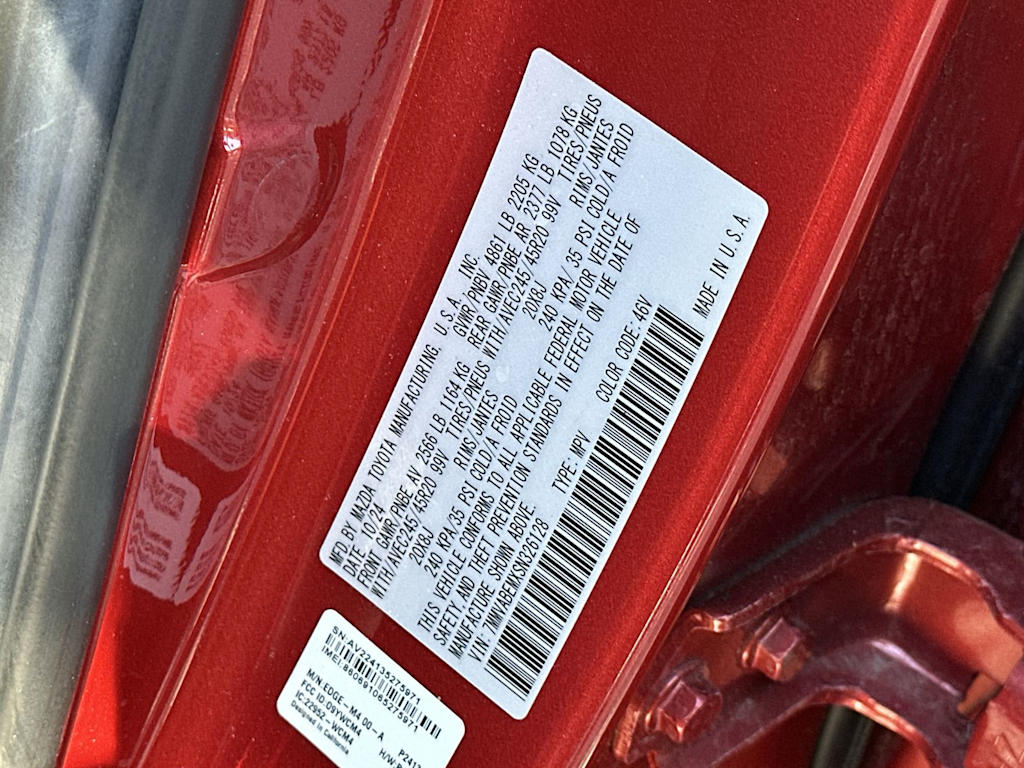 MFD BY MAZDA TOYOTA MANUFACTURING, U.S.A. INC.
DATE: 10/24 GVWR/PNBV 4861 LB 2205 KG
FRONT GAWR/PNBE AV 2566 LB 1164 KG REAR GAWR/PNBE AR 2377 LB 1078 KG
WITH/AVEC245/45R20 99V TIRES/PNEUS WITH/AVEC245/45R20 99V TIRES/PNEUS
20X8J RIMS/JANTES 20X8J RIMS/JANTES
240 KPA/35 PSI COLD/A FROID 240 KPA/35 PSI COLD/A FROID
THIS VEHICLE CONFORMS TO ALL APPLICABLE FEDERAL MOTOR VEHICLE
SAFETY AND THEFT PREVENTION STANDARDS IN EFFECT ON THE DATE OF
MANUFACTURE SHOWN ABOVE.
VIN: 7MMVABEMXSN326128 TYPE: MPV COLOR CODE: 46V
MADE IN U.S.A.
SN:AV224135275971
IMEI:860691065275971
M/N:EDGE-M4 00-A P2413
FCC ID:O9YWCM4 H/W:P
IC:22952-WCM4
Designed in California